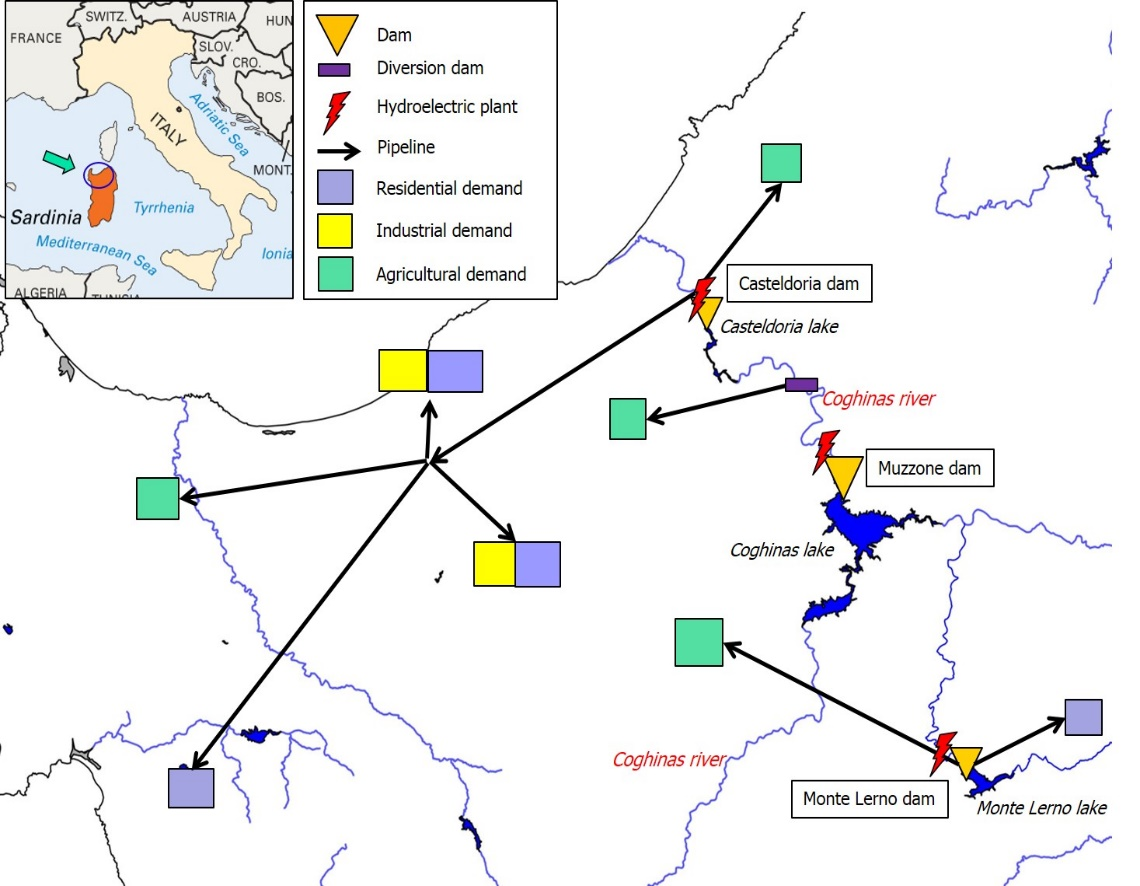 SWITZ.
AUSTRIA
HUN
FRANCE
SLOV.
CRO.
BOS.
ITALY
Adriatic Sea
MONT.
Sardinia
Tyrrhenia
Mediterranean Sea
Ionia
ALGERIA
TUNISIA
Dam
Diversion dam
Hydroelectric plant
Pipeline
Residential demand
Industrial demand
Agricultural demand
Casteldoria dam
Casteldoria lake
Coghinas river
Muzzone dam
Coghinas lake
Coghinas river
Monte Lerno dam
Monte Lerno lake